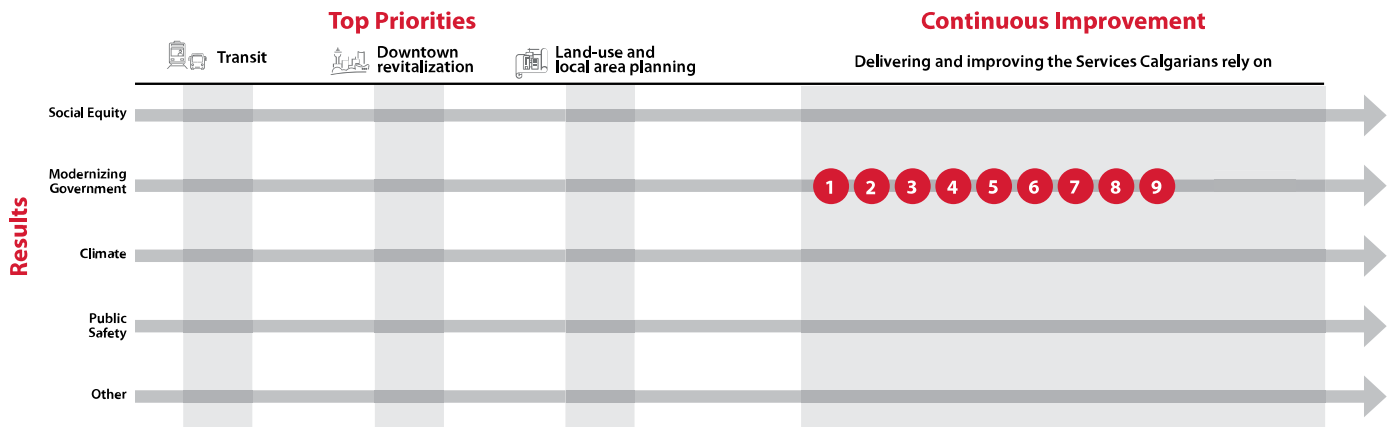 Top Priorities
Continuous Improvement
Transit
Downtown
revitalization
Land-use and
local area planning
Delivering and improving the Services Calgarians rely on
Results
Social Equity
Modernizing
Government
1 2 3 4 5 6 7 8 9
Climate
Public
Safety
Other